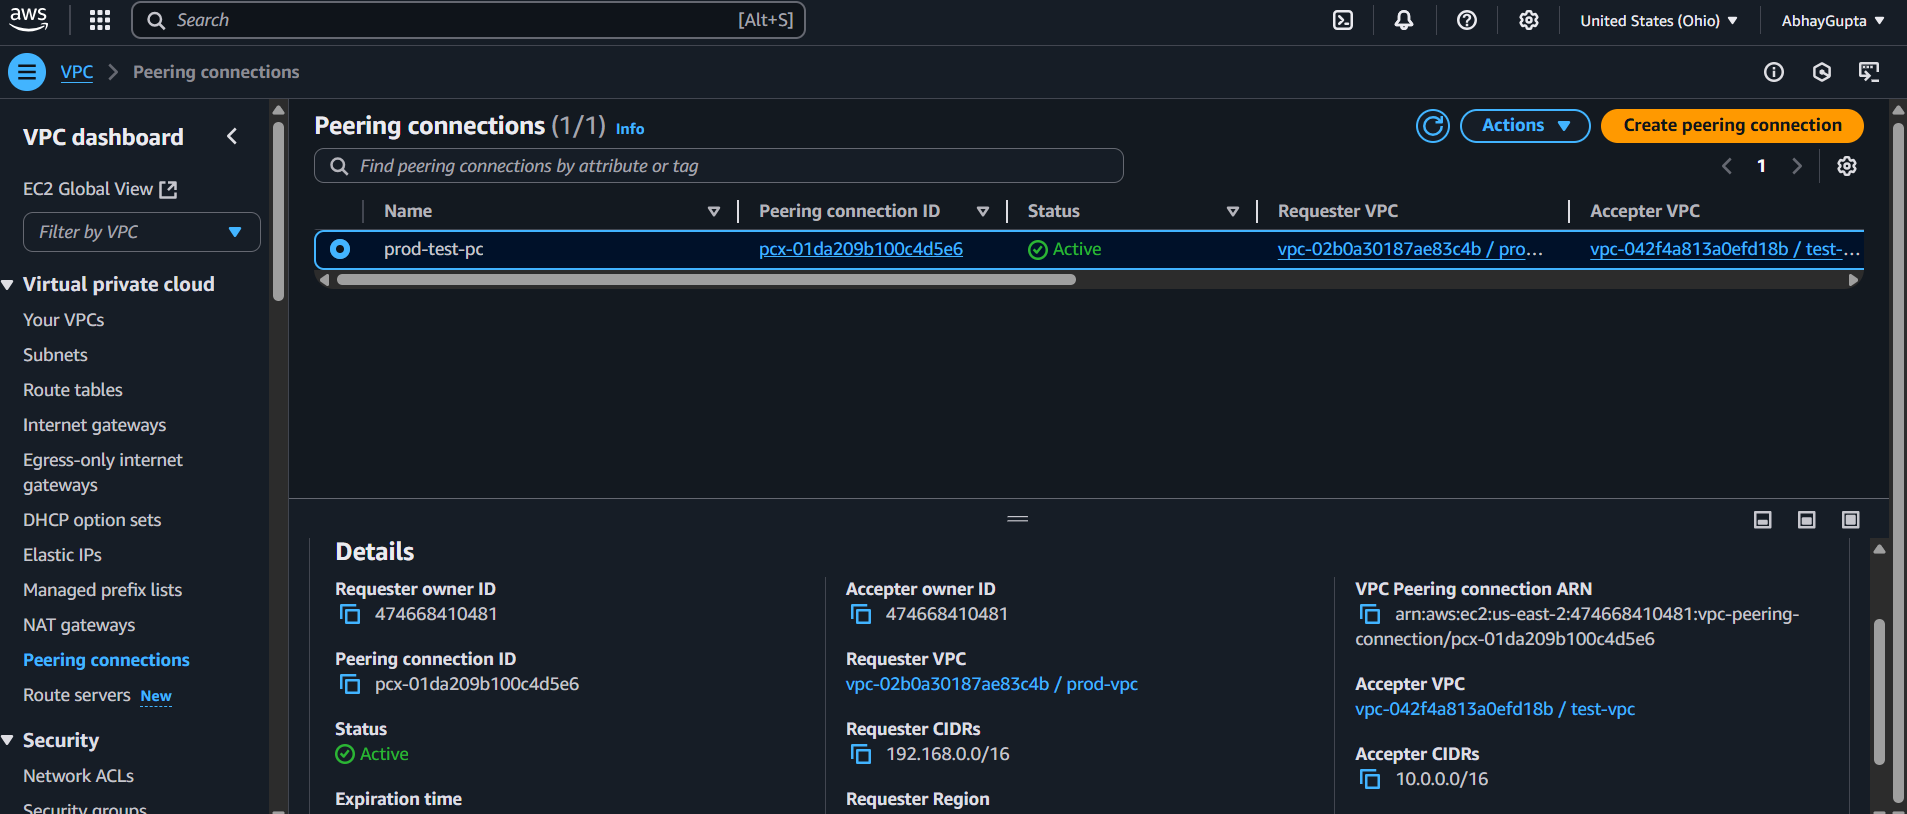 aws
Search
[Alt+S]
United States (Ohio)
AbhayGupta
VPC
Peering connections
VPC dashboard
EC2 Global View
Filter by VPC
Virtual private cloud
Your VPCs
Subnets
Route tables
Internet gateways
Egress-only internet
gateways
DHCP option sets
Elastic IPs
Managed prefix lists
NAT gateways
Peering connections
Route servers New
Security
Network ACLs
Security groups
Peering connections (1/1) Info
Actions
Create peering connection
Find peering connections by attribute or tag
1
Name
Peering connection ID
Status
Requester VPC
Accepter VPC
prod-test-pc
pcx-01da209b100c4d5e6
Active
vpc-02b0a30187ae83c4b / pro...
vpc-042f4a813a0efd18b / test-...
Details
Requester owner ID
474668410481
Peering connection ID
pcx-01da209b100c4d5e6
Status
Active
Expiration time
Accepter owner ID
474668410481
Requester VPC
vpc-02b0a30187ae83c4b / prod-vpc
Requester CIDRs
192.168.0.0/16
Requester Region
VPC Peering connection ARN
arn:aws:ec2:us-east-2:474668410481:vpc-peering-
connection/pcx-01da209b100c4d5e6
Accepter VPC
vpc-042f4a813a0efd18b / test-vpc
Accepter CIDRs
10.0.0.0/16